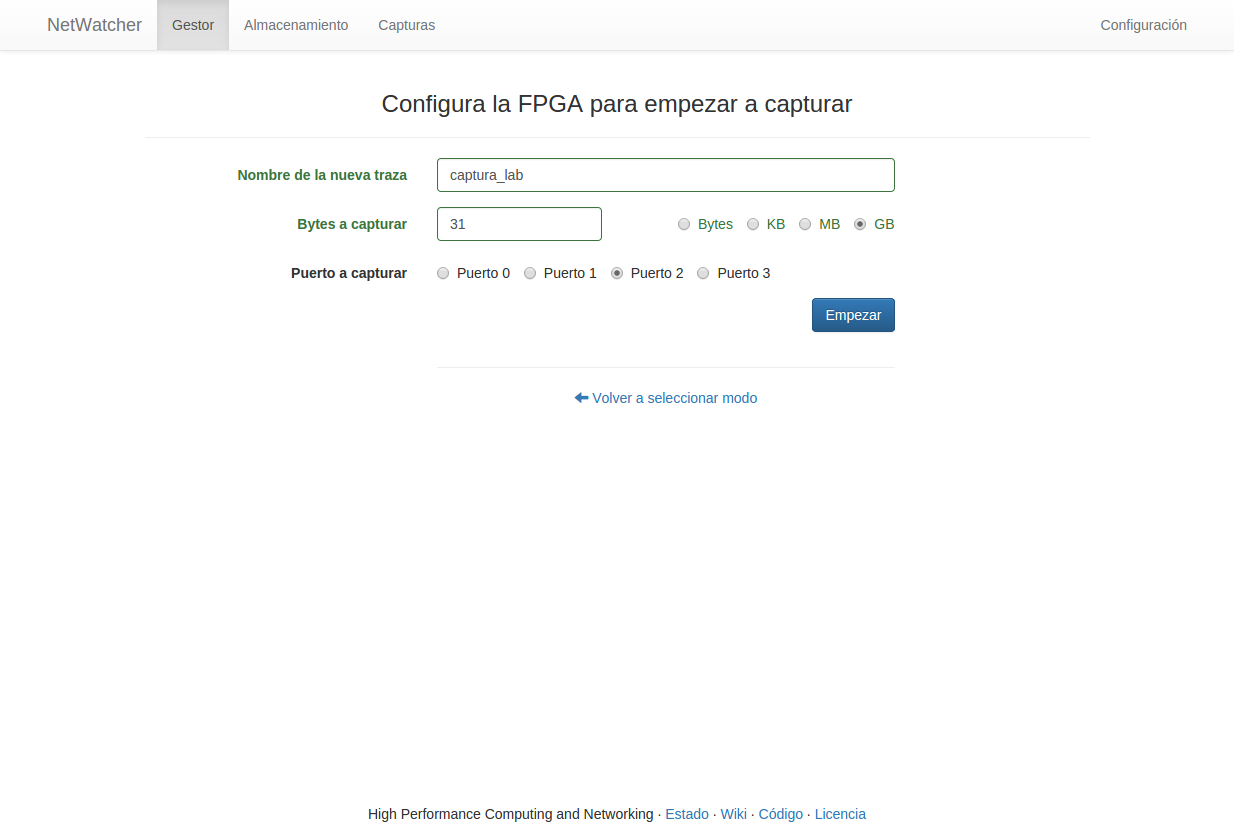 NetWatcher Gestor Almacenamiento Capturas Configuración
Configura la FPGA para empezar a capturar
Nombre de la nueva traza captura_lab
Bytes a capturar 31 Bytes KB MB GB
Puerto a capturar Puerto 0 Puerto 1 Puerto 2 Puerto 3
Empezar
Volver a seleccionar modo
High Performance Computing and Networking · Estado · Wiki · Código · Licencia